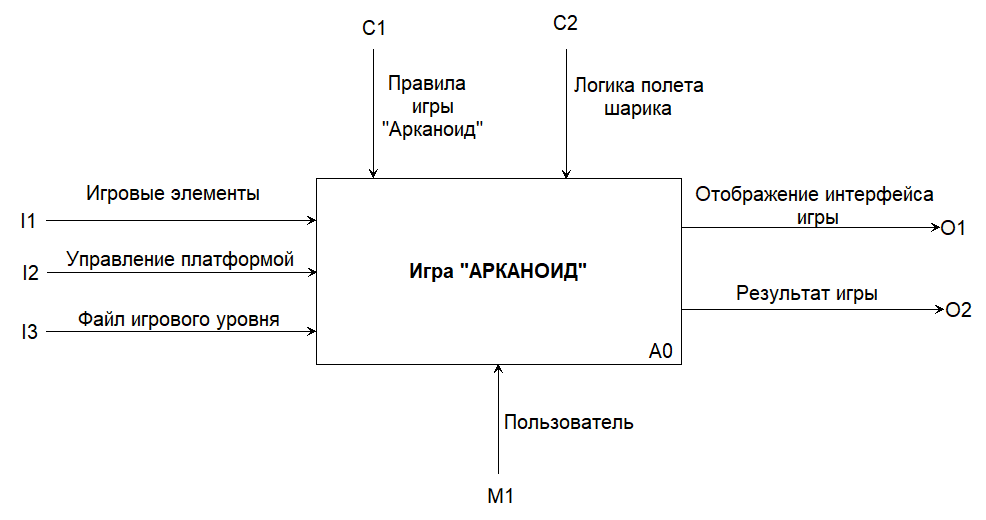 C1
C2
Правила
игры
"Арканоид"
Логика полета
шарика
Игровые элементы
I1
Управление платформой
I2
Файл игрового уровня
I3
Игра "АРКАНОИД"
A0
Отображение интерфейса
игры
O1
Результат игры
O2
Пользователь
M1